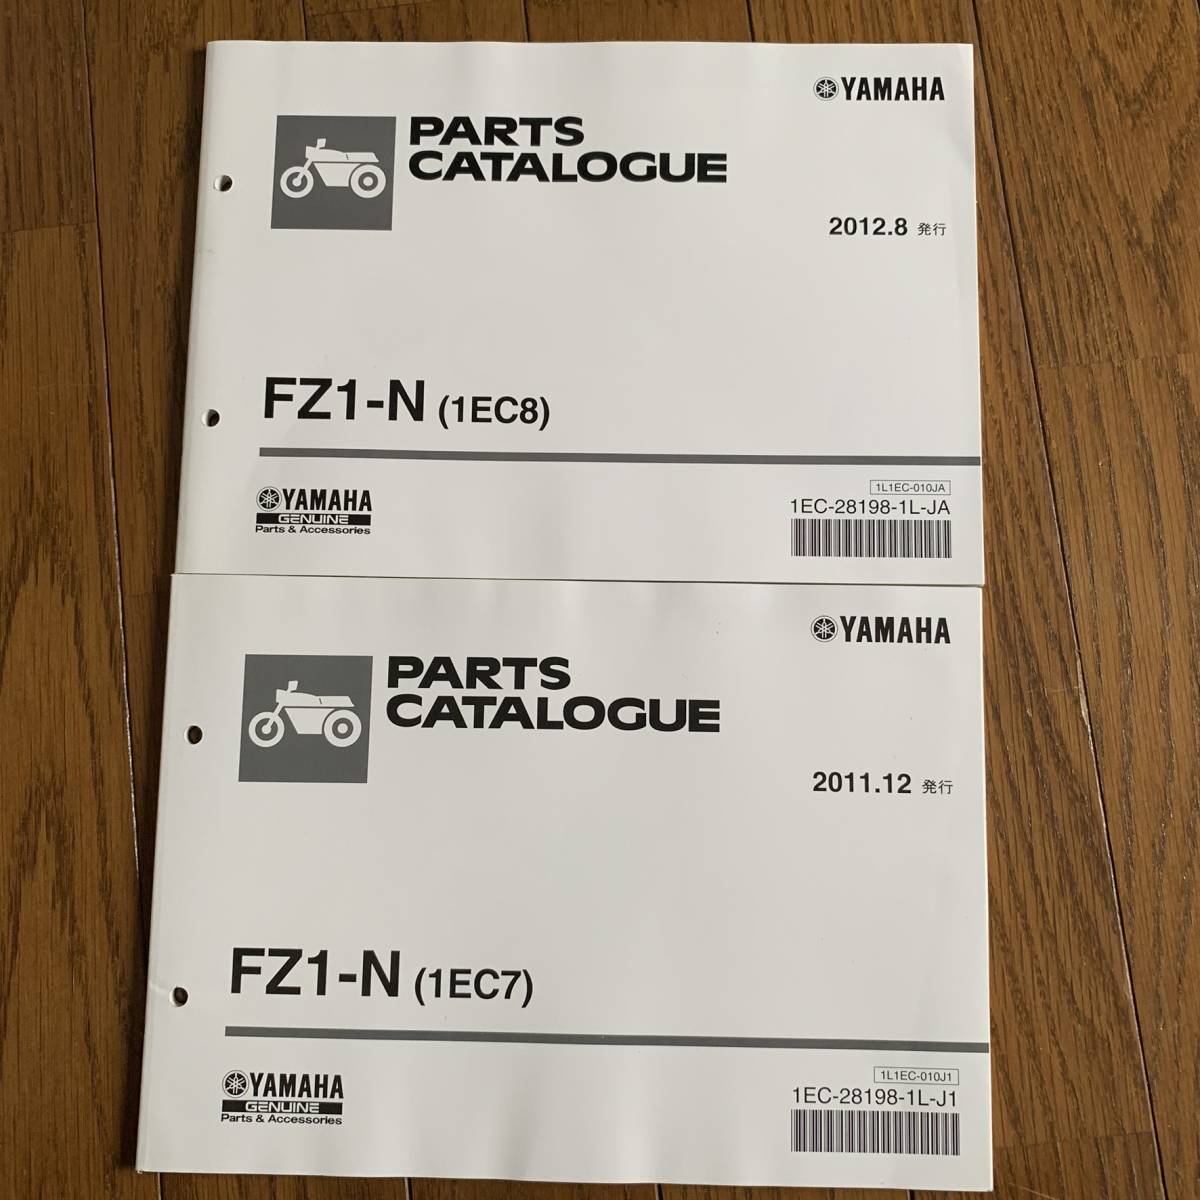 YAMAHA
PARTS
CATALOGUE
2012.8 発行
FZ1-N (1EC8)
1L1EC-010JA
1EC-28198-1L-JA
YAMAHA
GENUINE
Parts & Accessories
YAMAHA
PARTS
CATALOGUE
2011.12 発行
FZ1-N (1EC7)
1L1EC-010J1
1EC-28198-1L-J1
YAMAHA
GENUINE
Parts & Accessories